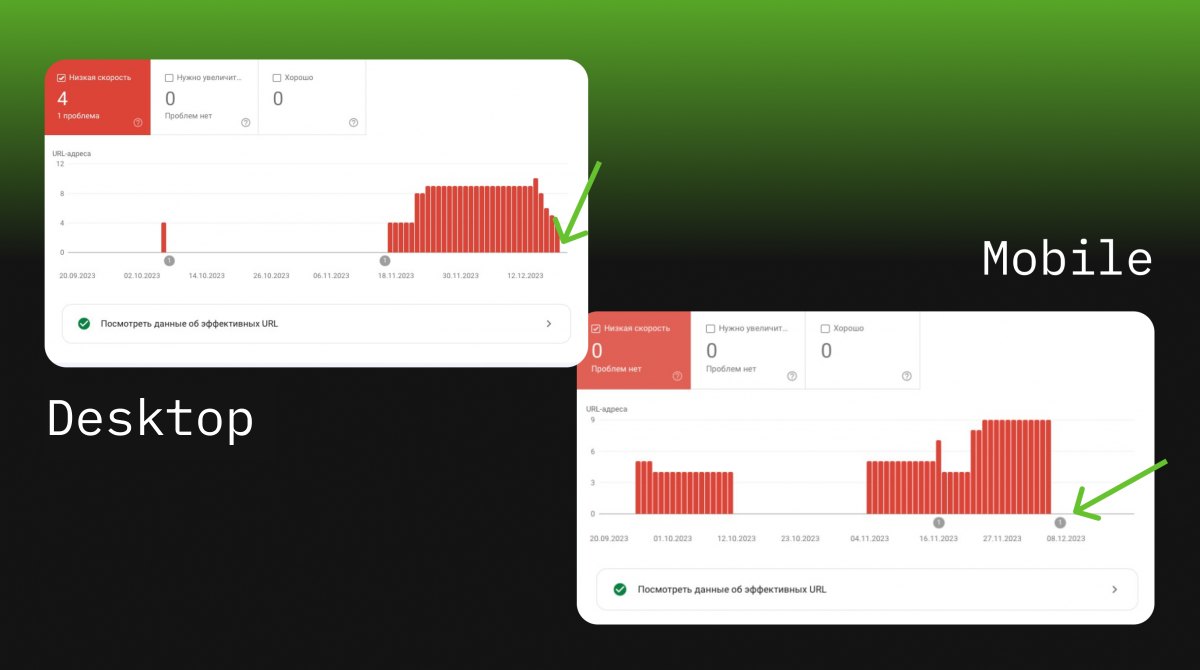 Низкая скорость
4
1 проблема
Нужно увеличит...
0
Проблем нет
Хорошо
0
URL-адреса
12
8
4
0
1
1
20.09.2023 02.10.2023 14.10.2023 26.10.2023 06.11.2023 18.11.2023 30.11.2023 12.12.2023
Посмотреть данные об эффективных URL
Desktop
Mobile
Низкая скорость
0
Проблем нет
Нужно увеличит...
0
Проблем нет
Хорошо
0
URL-адреса
9
6
3
0
1
1
20.09.2023 01.10.2023 12.10.2023 23.10.2023 04.11.2023 16.11.2023 27.11.2023 08.12.2023
Посмотреть данные об эффективных URL